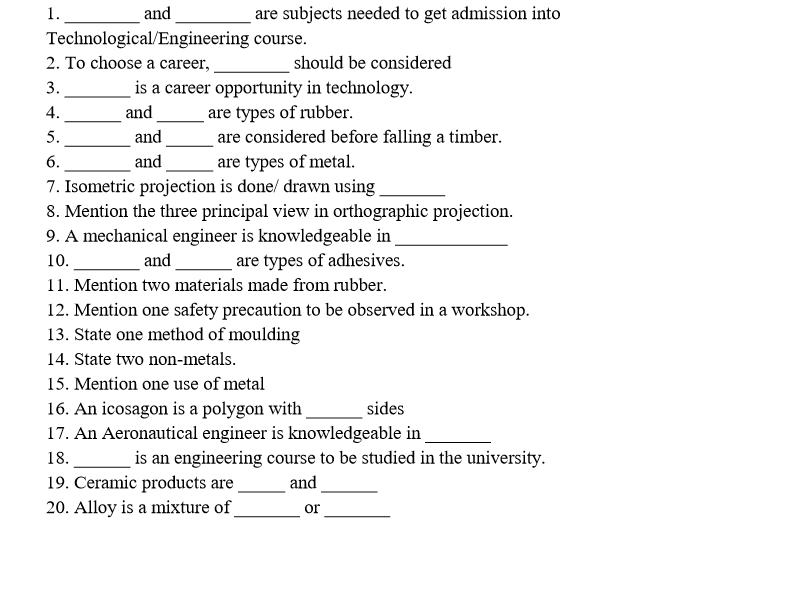 1. ________ and ________ are subjects needed to get admission into
Technological/Engineering course.
2. To choose a career, ________ should be considered
3. _______ is a career opportunity in technology.
4. ______ and _____ are types of rubber.
5. _______ and _____ are considered before falling a timber.
6. _______ and _____ are types of metal.
7. Isometric projection is done/ drawn using _______
8. Mention the three principal view in orthographic projection.
9. A mechanical engineer is knowledgeable in ____________
10. _______ and ______ are types of adhesives.
11. Mention two materials made from rubber.
12. Mention one safety precaution to be observed in a workshop.
13. State one method of moulding
14. State two non-metals.
15. Mention one use of metal
16. An icosagon is a polygon with ______ sides
17. An Aeronautical engineer is knowledgeable in _______
18. ______ is an engineering course to be studied in the university.
19. Ceramic products are _____ and ______
20. Alloy is a mixture of _______ or _______